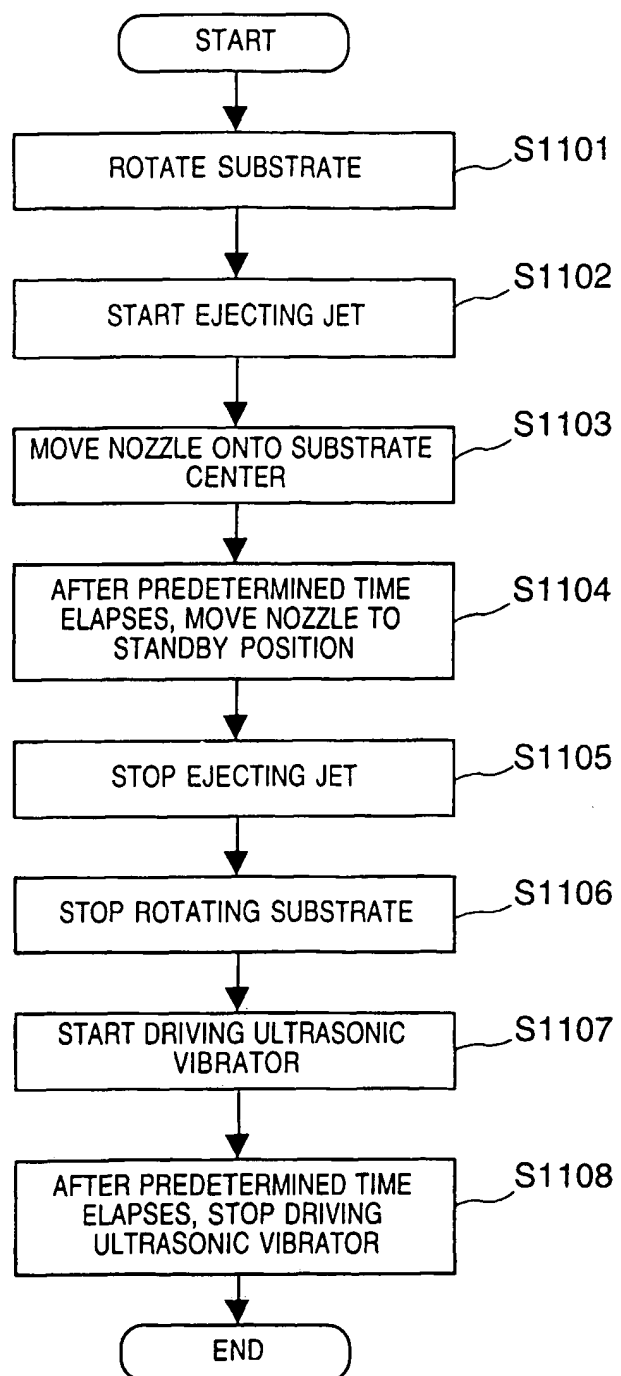 START
ROTATE SUBSTRATE
S1101
START EJECTING JET
S1102
MOVE NOZZLE ONTO SUBSTRATE
CENTER
S1103
AFTER PREDETERMINED TIME
ELAPSES, MOVE NOZZLE TO
STANDBY POSITION
S1104
STOP EJECTING JET
S1105
STOP ROTATING SUBSTRATE
S1106
START DRIVING ULTRASONIC
VIBRATOR
S1107
AFTER PREDETERMINED TIME
ELAPSES, STOP DRIVING
ULTRASONIC VIBRATOR
S1108
END